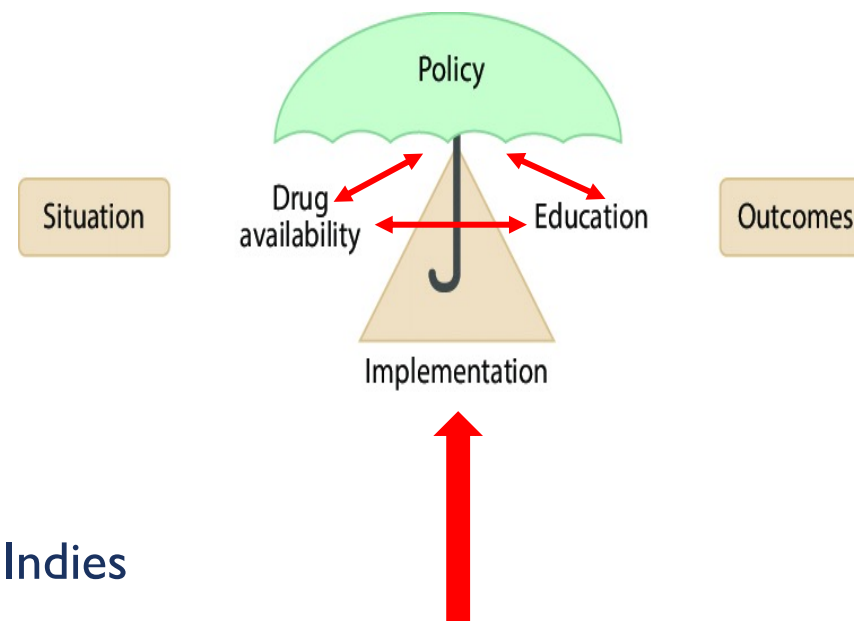 Policy
Situation
Drug
availability
Education
Outcomes
Implementation
Indies